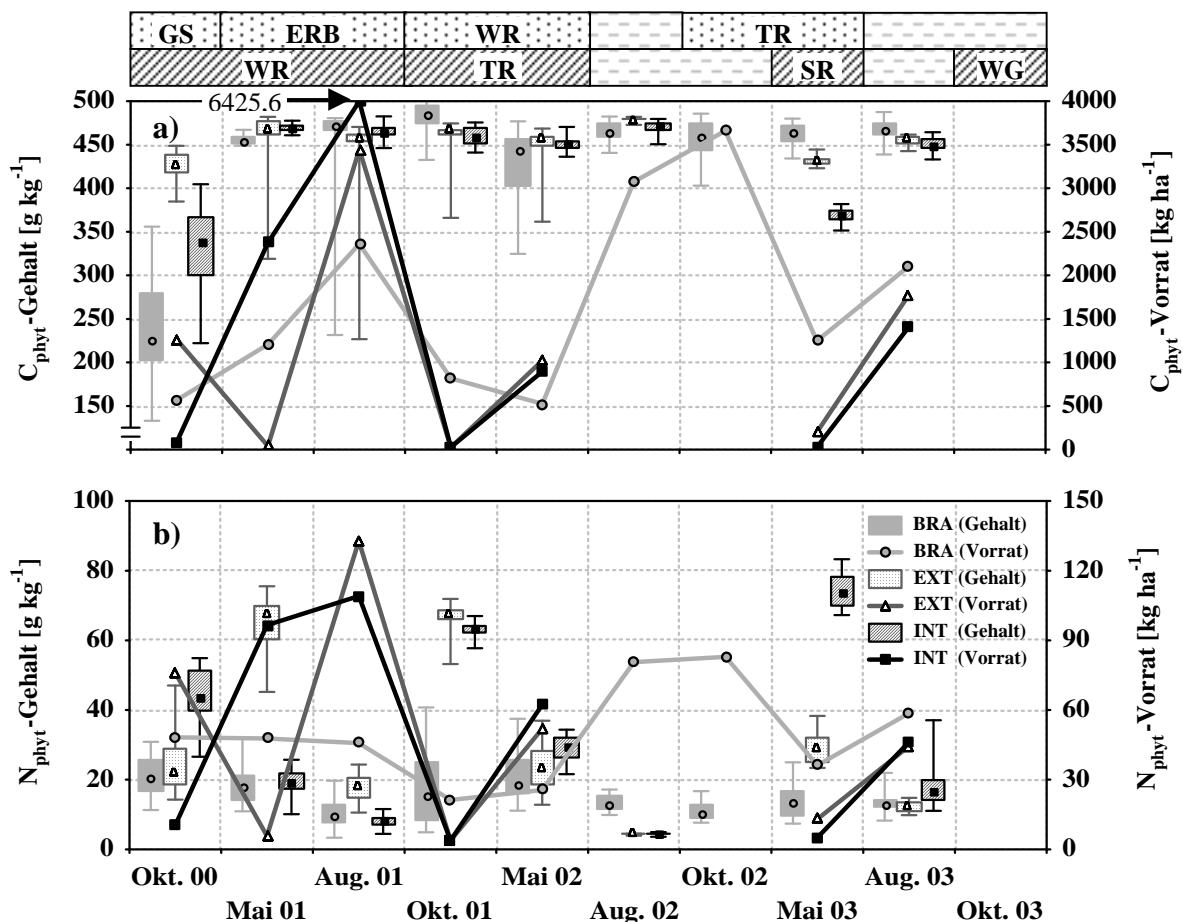 GS ERB WR TR
WR TR SR WG
6425.6
a)
500
450
400
350
300
250
200
150
C_phyt-Gehalt [g kg⁻¹]
4000
3500
3000
2500
2000
1500
1000
500
0
C_phyt-Vorrat [kg ha⁻¹]
b)
100
80
60
40
20
0
N_phyt-Gehalt [g kg⁻¹]
BRA (Gehalt)
BRA (Vorrat)
EXT (Gehalt)
EXT (Vorrat)
INT (Gehalt)
INT (Vorrat)
150
120
90
60
30
0
N_phyt-Vorrat [kg ha⁻¹]
Okt. 00 Aug. 01 Mai 02 Okt. 02 Aug. 03
Mai 01 Okt. 01 Aug. 02 Mai 03 Okt. 03